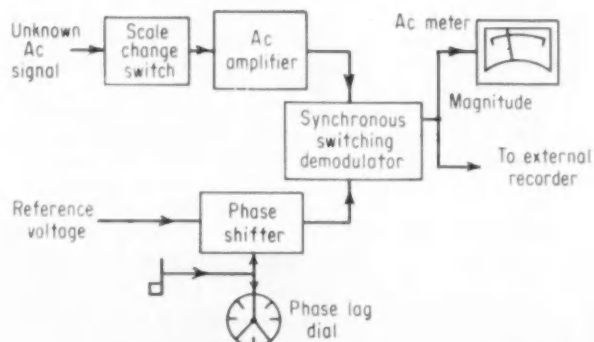 Unknown
Ac
signal
Scale
change
switch
Ac
amplifier
Ac meter
Magnitude
Synchronous
switching
demodulator
To external
recorder
Reference
voltage
Phase
shifter
Phase lag
dial